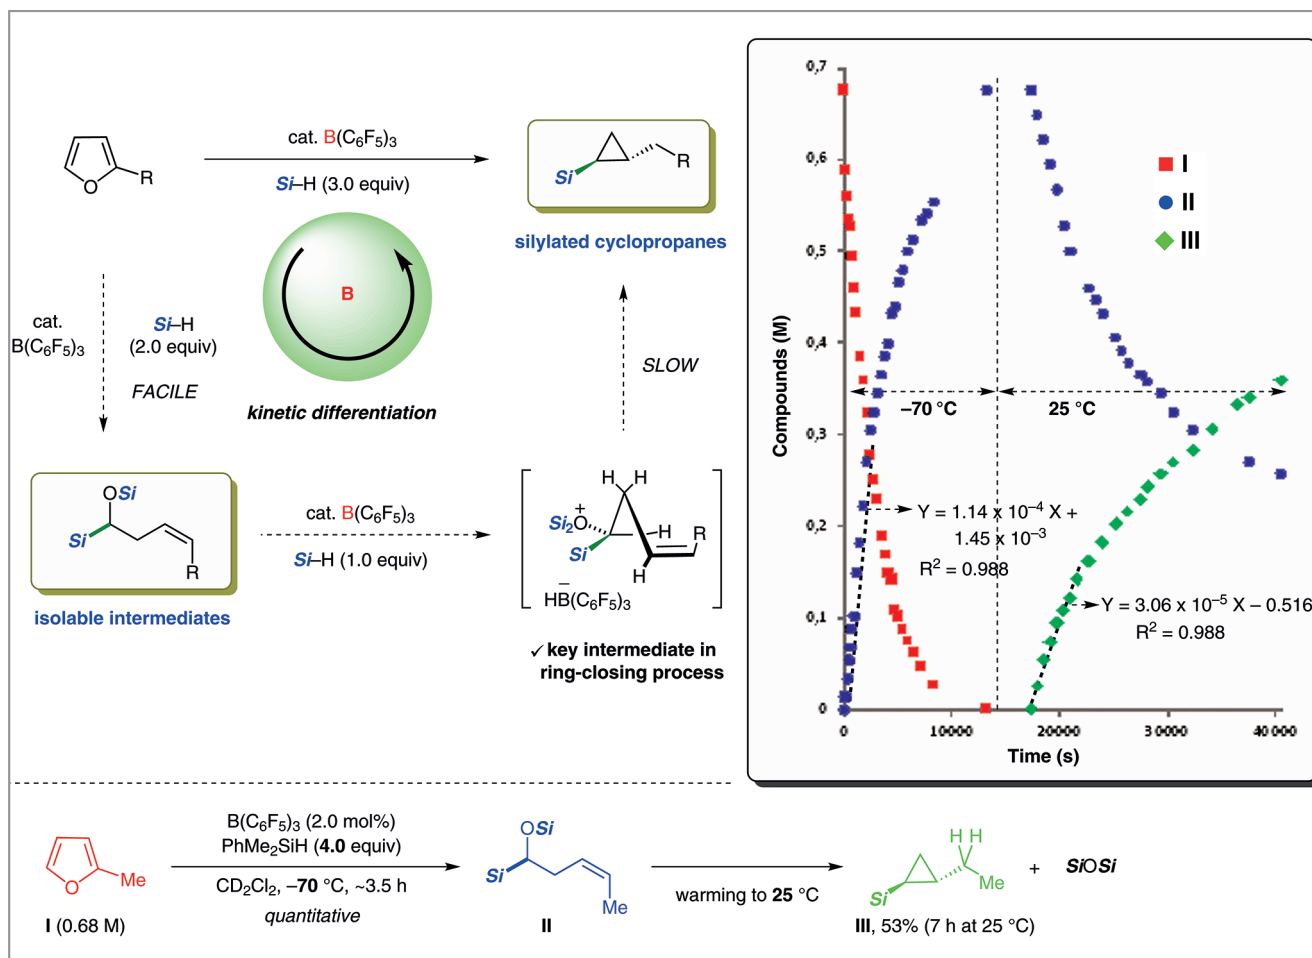 O
R
cat. B(C6F5)3
Si–H (3.0 equiv)
Si
R
silylated cyclopropanes
cat.
B(C6F5)3
Si–H
(2.0 equiv)
FACILE
B
kinetic differentiation
SLOW
OSi
Si
R
isolable intermediates
cat. B(C6F5)3
Si–H (1.0 equiv)
H H
+
Si2O
Si
H
R
H
–
HB(C6F5)3
✓ key intermediate in
ring-closing process
Compounds (M)
0,7
0,6
0,5
0,4
0,3
0,2
0,1
0
0 10000 20000 30000 40000
Time (s)
I
II
III
–70 °C
25 °C
Y = 1.14 x 10–4 X +
1.45 x 10–3
R2 = 0.988
Y = 3.06 x 10–5 X – 0.516
R2 = 0.988
O
Me
I (0.68 M)
B(C6F5)3 (2.0 mol%)
PhMe2SiH (4.0 equiv)
CD2Cl2, –70 °C, ~3.5 h
quantitative
OSi
Si
Me
II
warming to 25 °C
H H
Me
Si
III, 53% (7 h at 25 °C)
+
SiOSi